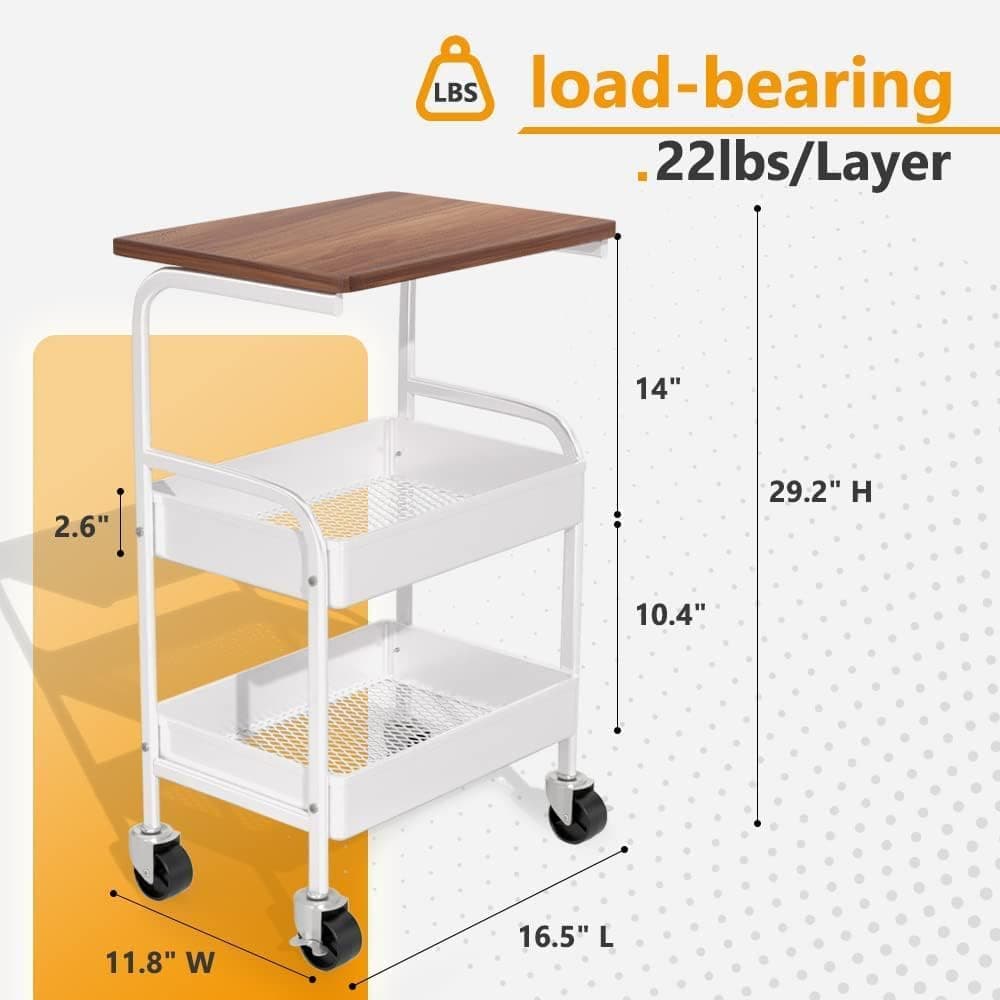 LBS
load-bearing
.22lbs/Layer
14"
29.2" H
2.6"
10.4"
16.5" L
11.8" W